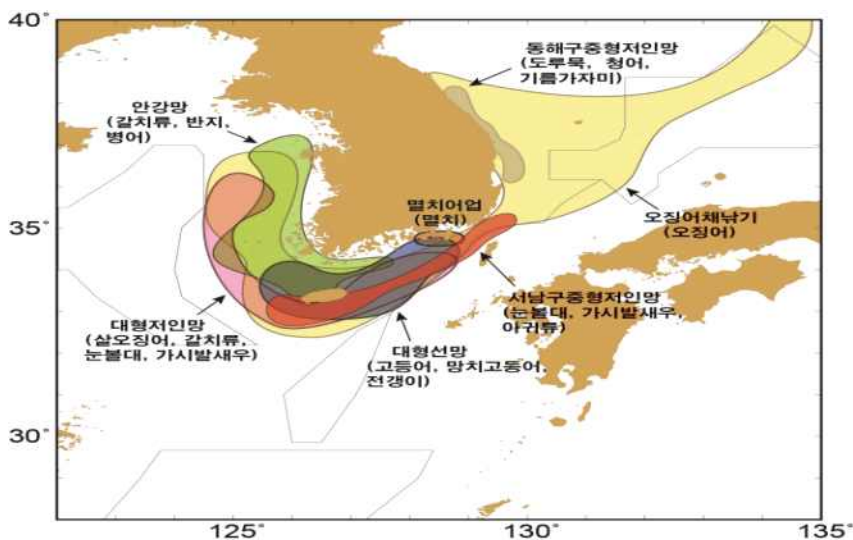 40°
동해구중형저인망
(도루묵, 청어,
기름가자미)
안강망
(갈치류, 반지,
병어)
멸치어업
(멸치)
35°
오징어채낚기
(오징어)
대형저인망
(살오징어, 갈치류,
눈볼대, 가시발새우)
서남구중형저인망
(눈볼대, 가시발새우,
아귀류)
대형선망
(고등어, 망치고등어,
전갱이)
30°
125°
130°
135°